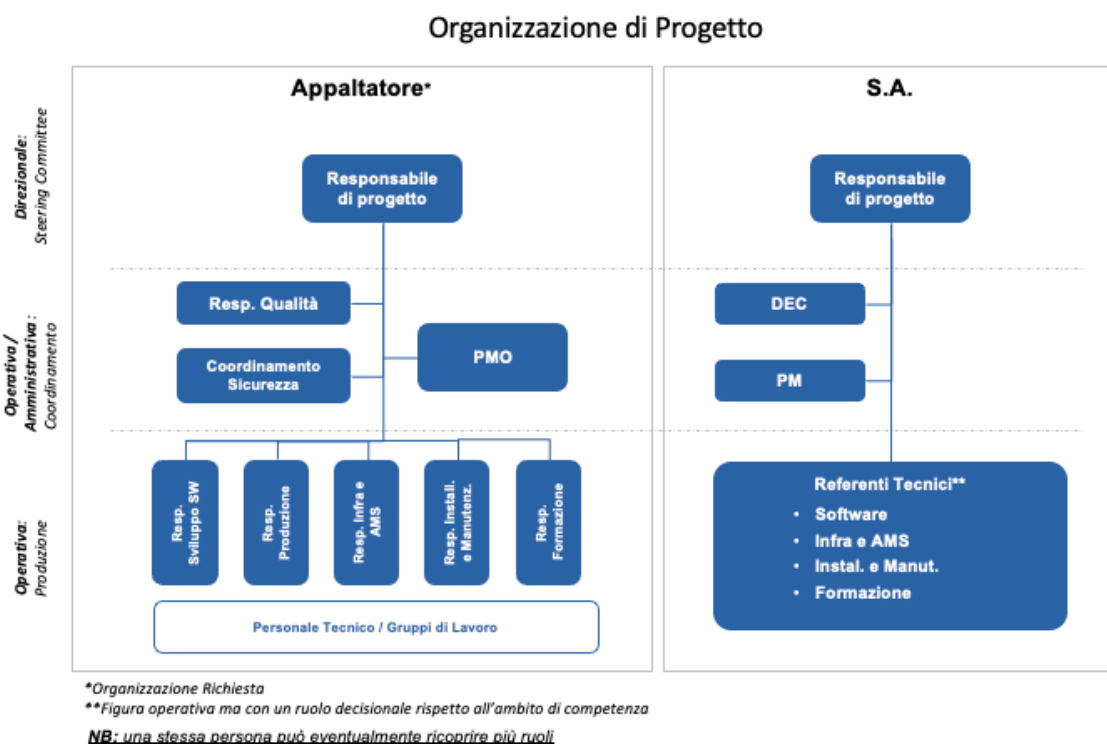 Organizzazione di Progetto
Appaltatore*
S.A.
Direzionale:
Steering Committee
Responsabile
di progetto
Responsabile
di progetto
Operativa /
Amministrativa :
Coordinamento
Resp. Qualità
Coordinamento
Sicurezza
PMO
DEC
PM
Operativa:
Produzione
Resp.
Sviluppo SW
Resp.
Produzione
Resp. Infra e
AMS
Resp. Install.
e Manutenz.
Resp.
Formazione
Personale Tecnico / Gruppi di Lavoro
Referenti Tecnici**
• Software
• Infra e AMS
• Instal. e Manut.
• Formazione
*Organizzazione Richiesta
**Figura operativa ma con un ruolo decisionale rispetto all'ambito di competenza
NB: una stessa persona può eventualmente ricoprire più ruoli